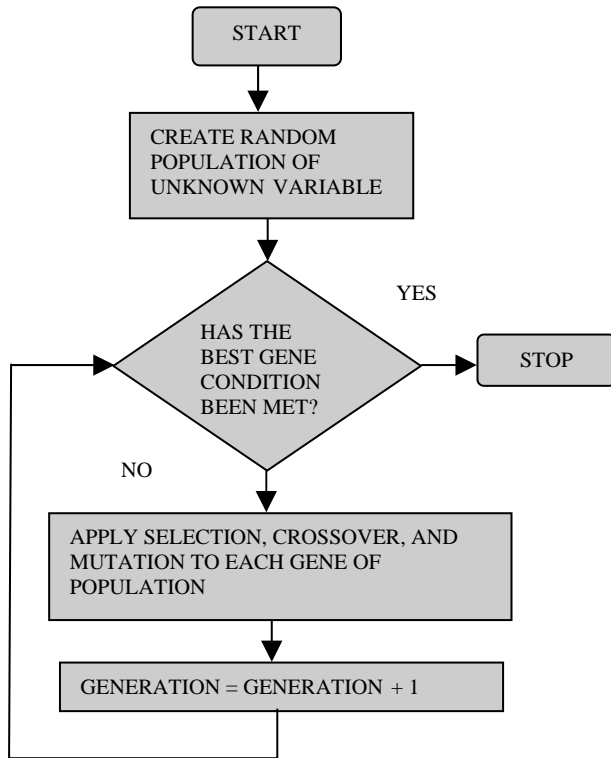 START
CREATE RANDOM
POPULATION OF
UNKNOWN VARIABLE
YES
HAS THE
BEST GENE
CONDITION
BEEN MET?
STOP
NO
APPLY SELECTION, CROSSOVER, AND
MUTATION TO EACH GENE OF
POPULATION
GENERATION = GENERATION + 1